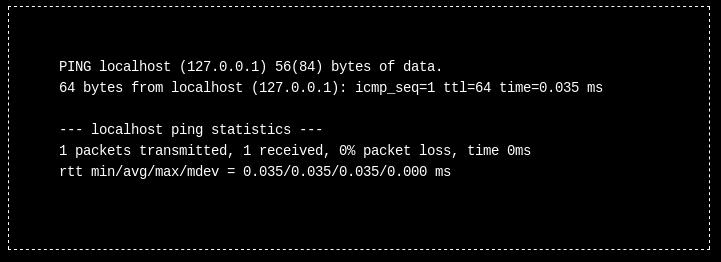 PING localhost (127.0.0.1) 56(84) bytes of data.
64 bytes from localhost (127.0.0.1): icmp_seq=1 ttl=64 time=0.035 ms
--- localhost ping statistics ---
1 packets transmitted, 1 received, 0% packet loss, time 0ms
rtt min/avg/max/mdev = 0.035/0.035/0.035/0.000 ms